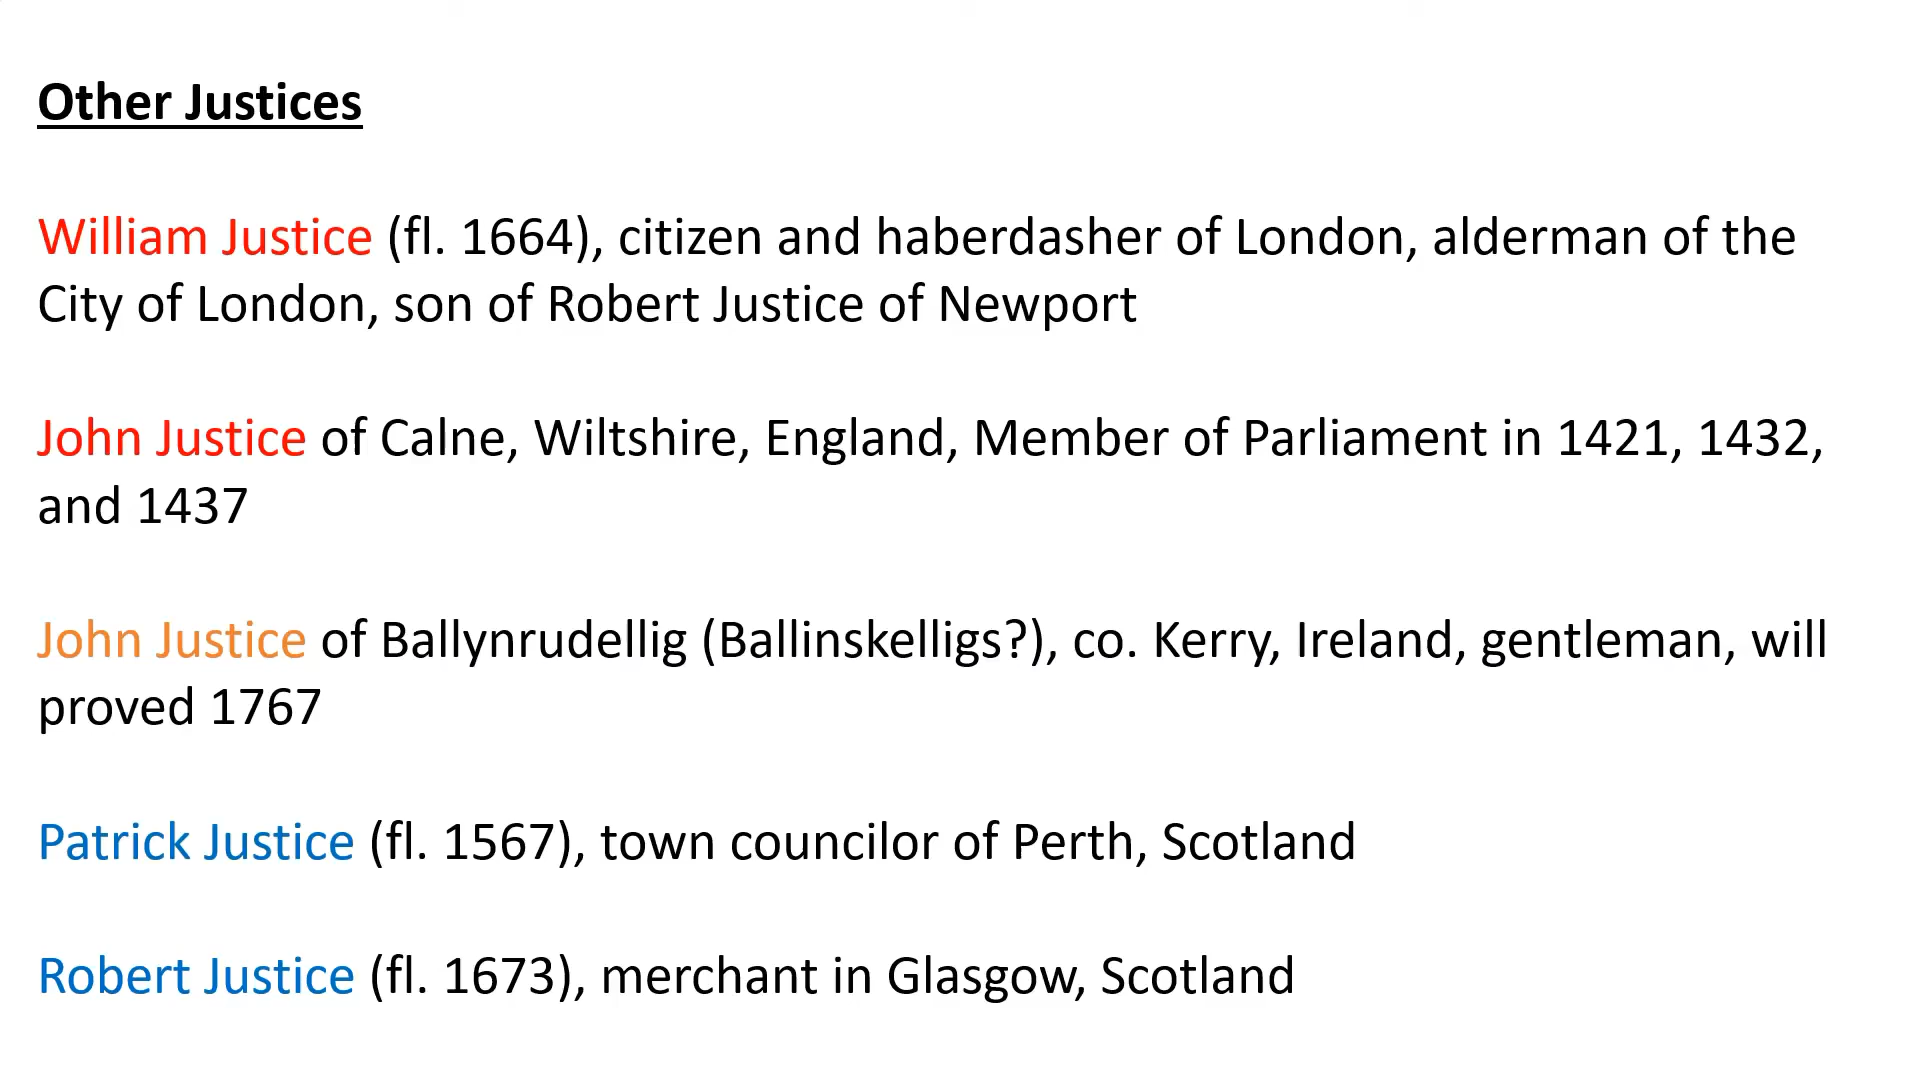 Other Justices
William Justice (fl. 1664), citizen and haberdasher of London, alderman of the
City of London, son of Robert Justice of Newport
John Justice of Calne, Wiltshire, England, Member of Parliament in 1421, 1432,
and 1437
John Justice of Ballynrudellig (Ballinskelligs?), co. Kerry, Ireland, gentleman, will
proved 1767
Patrick Justice (fl. 1567), town councilor of Perth, Scotland
Robert Justice (fl. 1673), merchant in Glasgow, Scotland